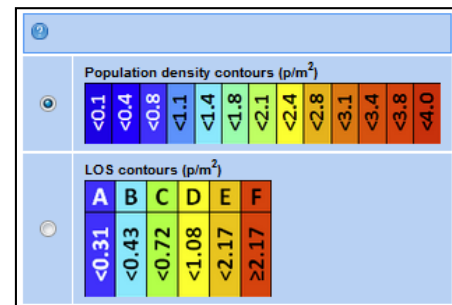 ?
Population density contours (p/m²)
<0.1 <0.4 <0.8 <1.1 <1.4 <1.8 <2.1 <2.4 <2.8 <3.1 <3.4 <3.8 <4.0
LOS contours (p/m²)
A B C D E F
<0.31 <0.43 <0.72 <1.08 <2.17 ≥2.17